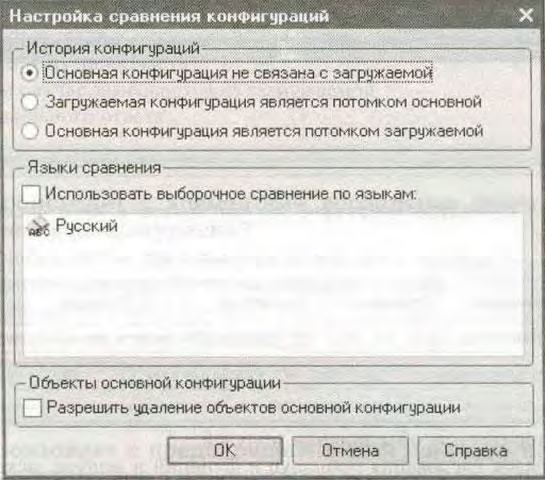 Настройка сравнения конфигураций
История конфигураций
Основная конфигурация не связана с загружаемой
Загружаемая конфигурация является потомком основной
Основная конфигурация является потомком загружаемой
Языки сравнения
Использовать выборочное сравнение по языкам:
АВС Русский
Объекты основной конфигурации
Разрешить удаление объектов основной конфигурации
OK Отмена Справка